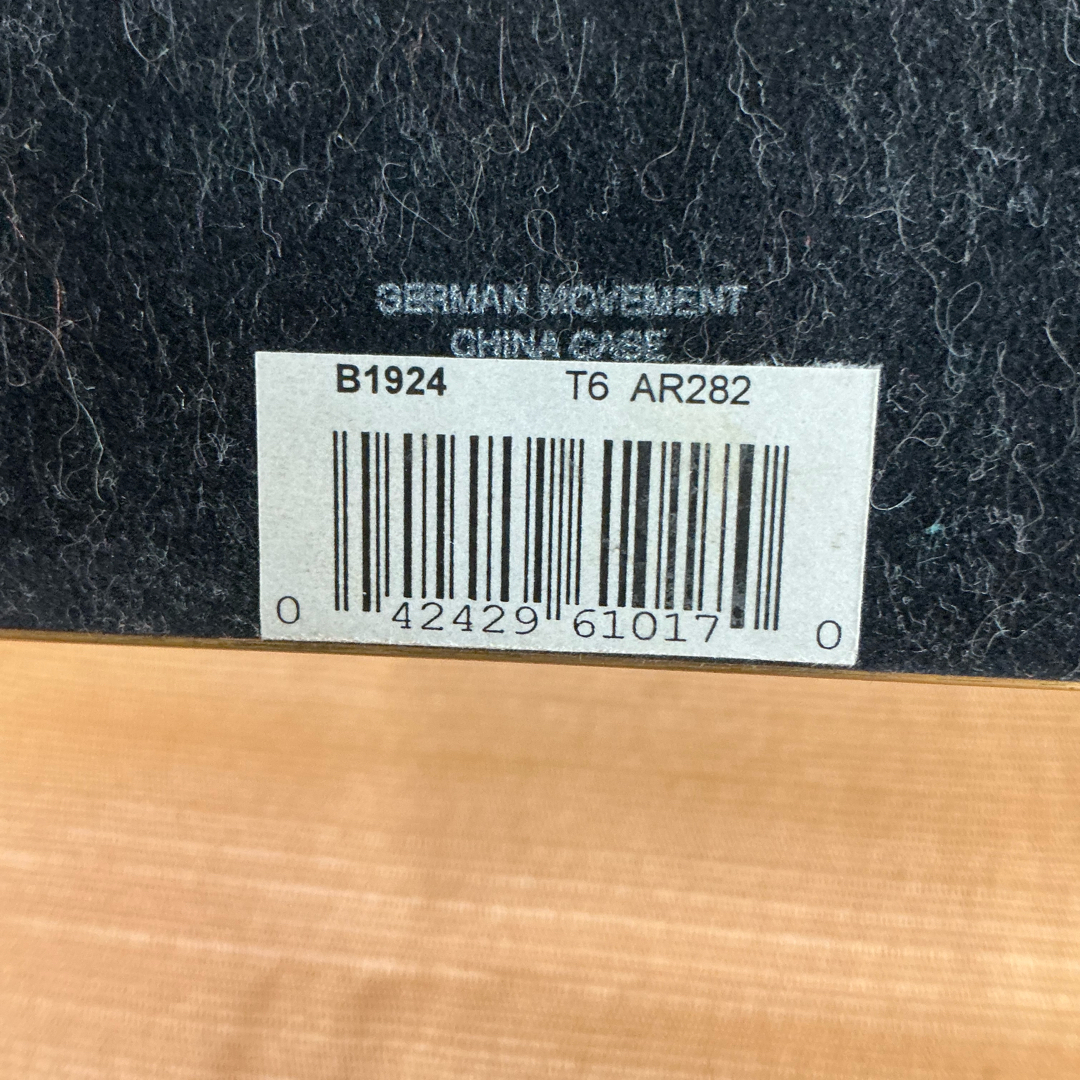 GERMAN MOVEMENT
CHINA CASE
B1924 T6 AR282
0 42429 61017 0